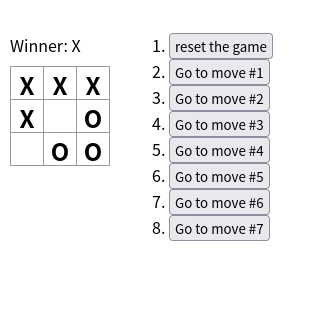 Winner: X
X X X
X O
O O
1. reset the game
2. Go to move #1
3. Go to move #2
4. Go to move #3
5. Go to move #4
6. Go to move #5
7. Go to move #6
8. Go to move #7